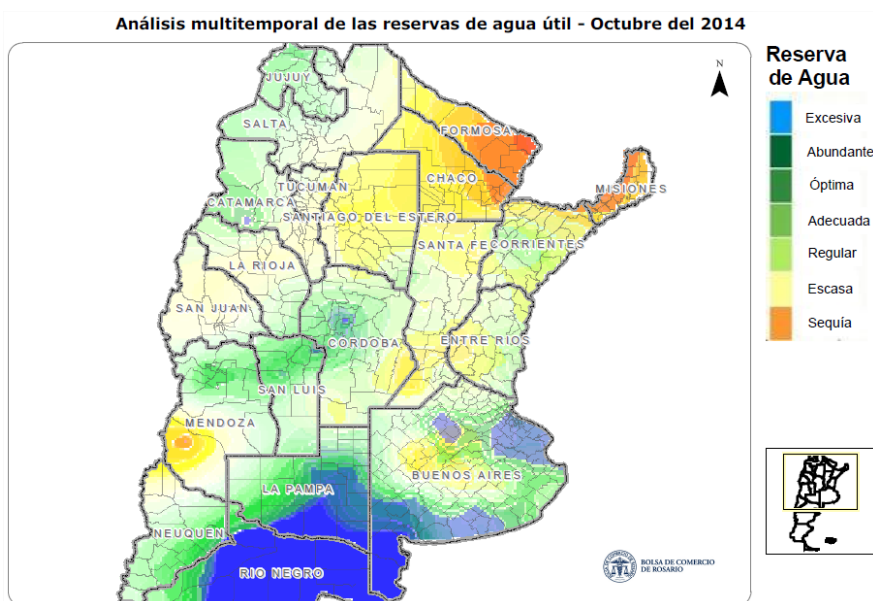 Análisis multitemporal de las reservas de agua útil - Octubre del 2014
Reserva
de Agua
Excesiva
Abundante
Óptima
Adecuada
Regular
Escasa
Sequía
N
JUJUY
SALTA
FORMOSA
CHACO
MISIONES
TUCUMAN
CATAMARCA
SANTIAGO DEL ESTERO
SANTA FE
CORRIENTES
LA RIOJA
SAN JUAN
CORDOBA
ENTRE RIOS
SAN LUIS
MENDOZA
BUENOS AIRES
LA PAMPA
NEUQUEN
RIO NEGRO
BOLSA DE COMERCIO
DE ROSARIO